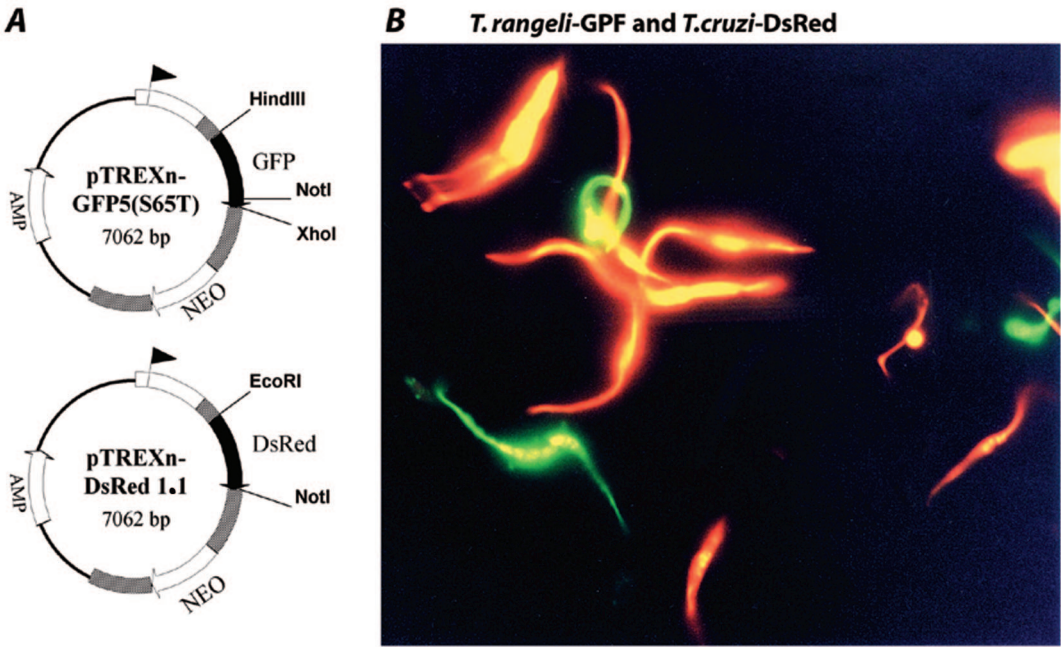 A
HindIII
GFP
NotI
XhoI
pTREXn-
GFP5(S65T)
7062 bp
AMP
NEO
EcoRI
DsRed
NotI
pTREXn-
DsRed 1.1
7062 bp
AMP
NEO
B
T.rangeli-GPF and T.cruzi-DsRed